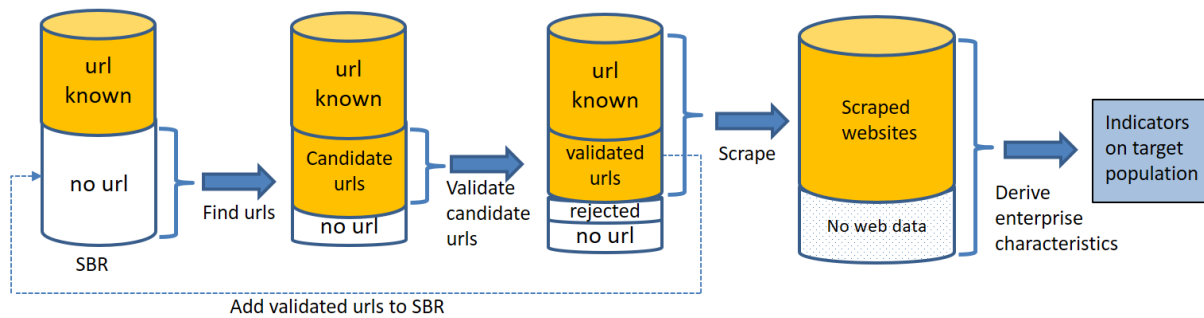 url
known
no url
SBR
Find urls
url
known
Candidate
urls
no url
Validate
candidate
urls
url
known
validated
urls
rejected
no url
Scrape
Scraped
websites
No web data
Derive
enterprise
characteristics
Indicators
on target
population
Add validated urls to SBR